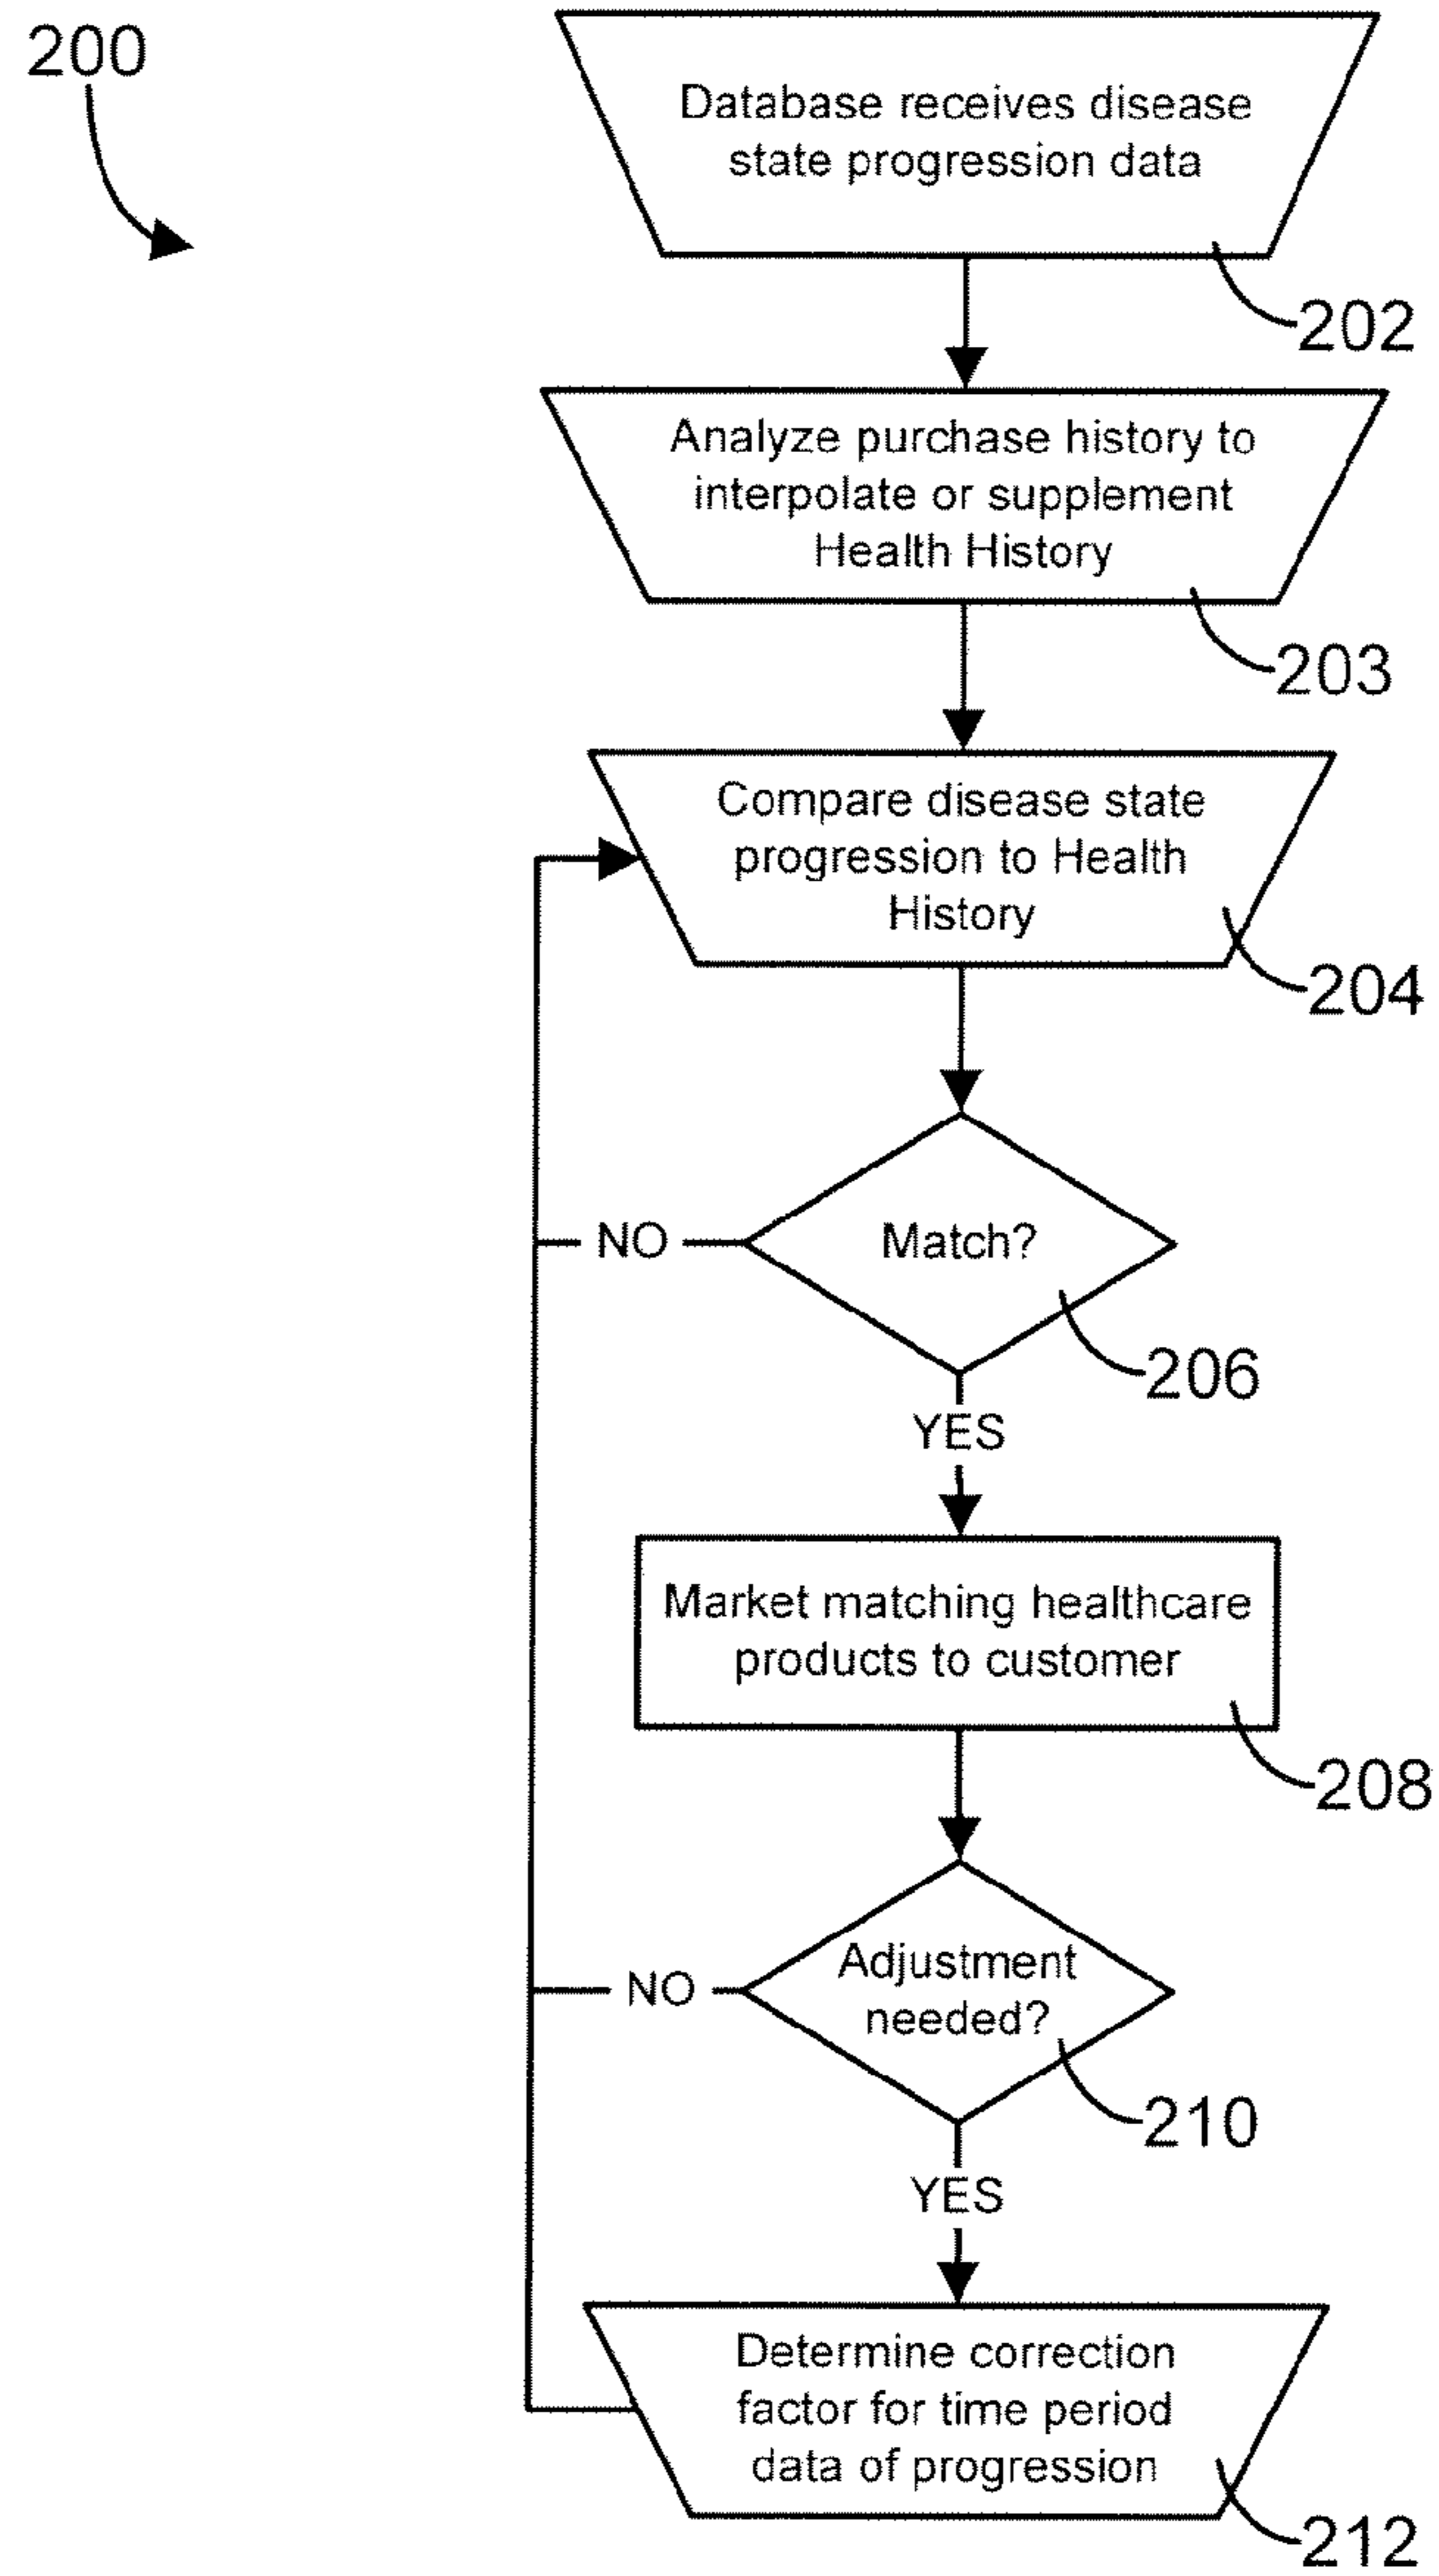 200
Database receives disease
state progression data
202
Analyze purchase history to
interpolate or supplement
Health History
203
Compare disease state
progression to Health
History
204
Match?
NO
206
YES
Market matching healthcare
products to customer
208
Adjustment
needed?
NO
210
YES
Determine correction
factor for time period
data of progression
212